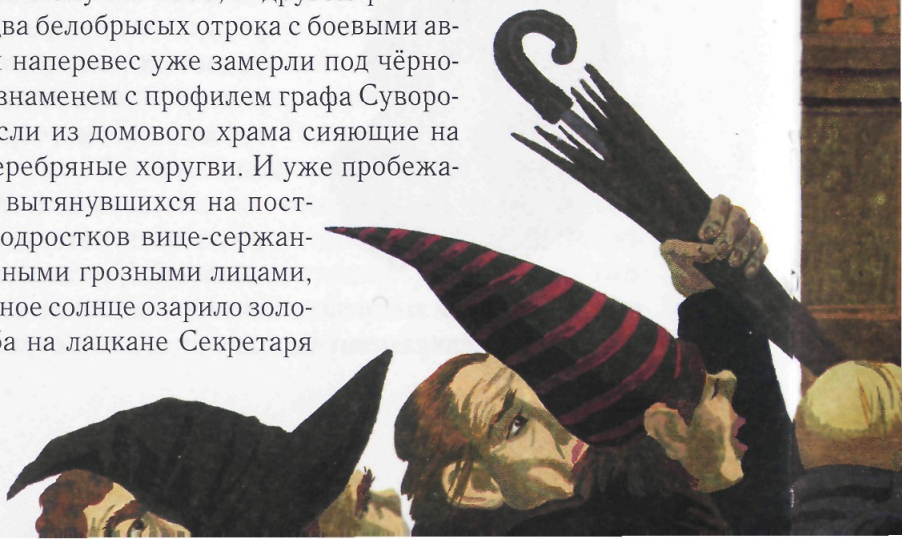 ва белобрысых отрока с боевыми ав-
наперевес уже замерли под чёрно-
знаменем с профилем графа Суворо-
сли из домового храма сияющие на
еребряные хоругви. И уже пробежа-
вытянувшихся на пост-
одростков вице-сержан-
ными грозными лицами,
ное солнце озарило золо-
ба на лацкане Секретаря